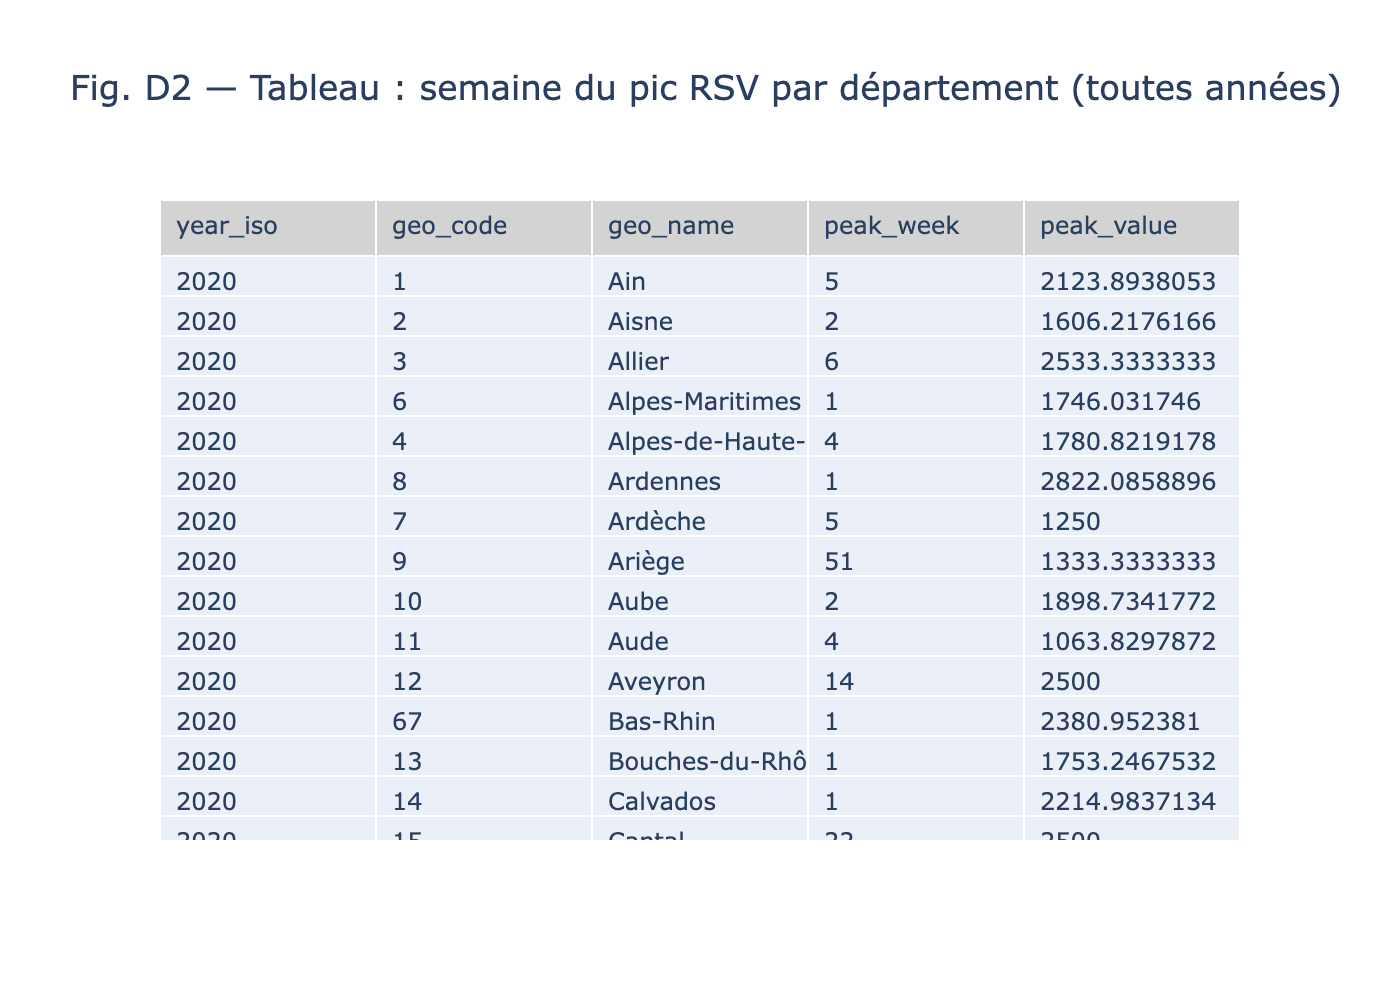 Fig. D2 — Tableau : semaine du pic RSV par département (toutes années)
year_iso geo_code geo_name peak_week peak_value
2020 1 Ain 5 2123.8938053
2020 2 Aisne 2 1606.2176166
2020 3 Allier 6 2533.3333333
2020 6 Alpes-Maritimes 1 1746.031746
2020 4 Alpes-de-Haute- 4 1780.8219178
2020 8 Ardennes 1 2822.0858896
2020 7 Ardèche 5 1250
2020 9 Ariège 51 1333.3333333
2020 10 Aube 2 1898.7341772
2020 11 Aude 4 1063.8297872
2020 12 Aveyron 14 2500
2020 67 Bas-Rhin 1 2380.952381
2020 13 Bouches-du-Rhô 1 1753.2467532
2020 14 Calvados 1 2214.9837134
2020 15 Cantal